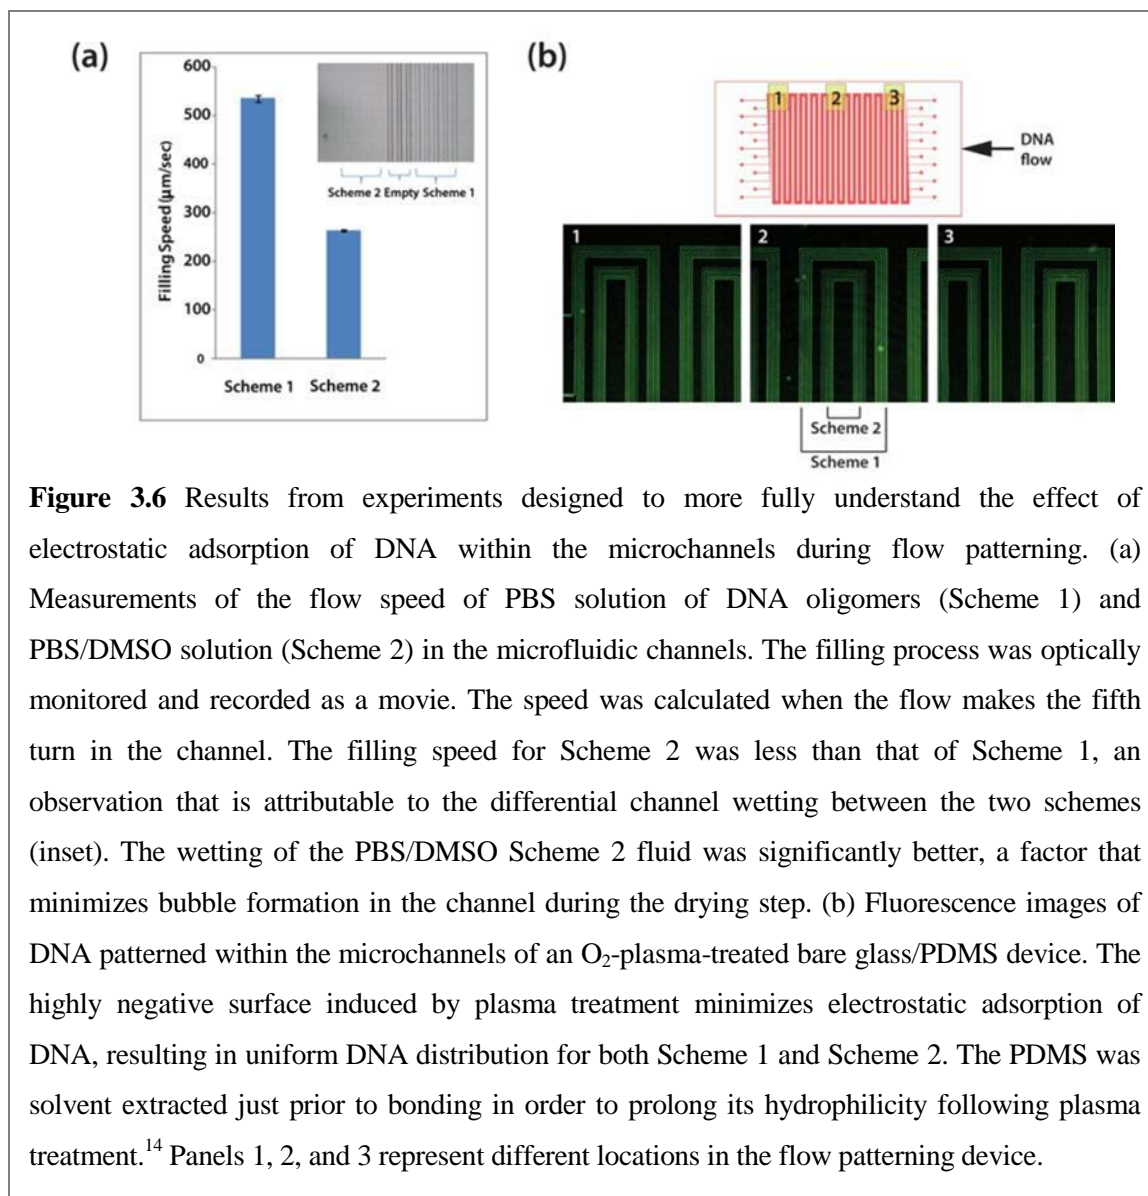 (a)
600
500
400
300
200
100
0
Filling Speed (μm/sec)
Scheme 2 Empty Scheme 1
Scheme 1 Scheme 2
(b)
1 2 3
DNA
flow
1 2 3
Scheme 2
Scheme 1
Figure 3.6 Results from experiments designed to more fully understand the effect of
electrostatic adsorption of DNA within the microchannels during flow patterning. (a)
Measurements of the flow speed of PBS solution of DNA oligomers (Scheme 1) and
PBS/DMSO solution (Scheme 2) in the microfluidic channels. The filling process was optically
monitored and recorded as a movie. The speed was calculated when the flow makes the fifth
turn in the channel. The filling speed for Scheme 2 was less than that of Scheme 1, an
observation that is attributable to the differential channel wetting between the two schemes
(inset). The wetting of the PBS/DMSO Scheme 2 fluid was significantly better, a factor that
minimizes bubble formation in the channel during the drying step. (b) Fluorescence images of
DNA patterned within the microchannels of an O₂-plasma-treated bare glass/PDMS device. The
highly negative surface induced by plasma treatment minimizes electrostatic adsorption of
DNA, resulting in uniform DNA distribution for both Scheme 1 and Scheme 2. The PDMS was
solvent extracted just prior to bonding in order to prolong its hydrophilicity following plasma
treatment.¹⁴ Panels 1, 2, and 3 represent different locations in the flow patterning device.